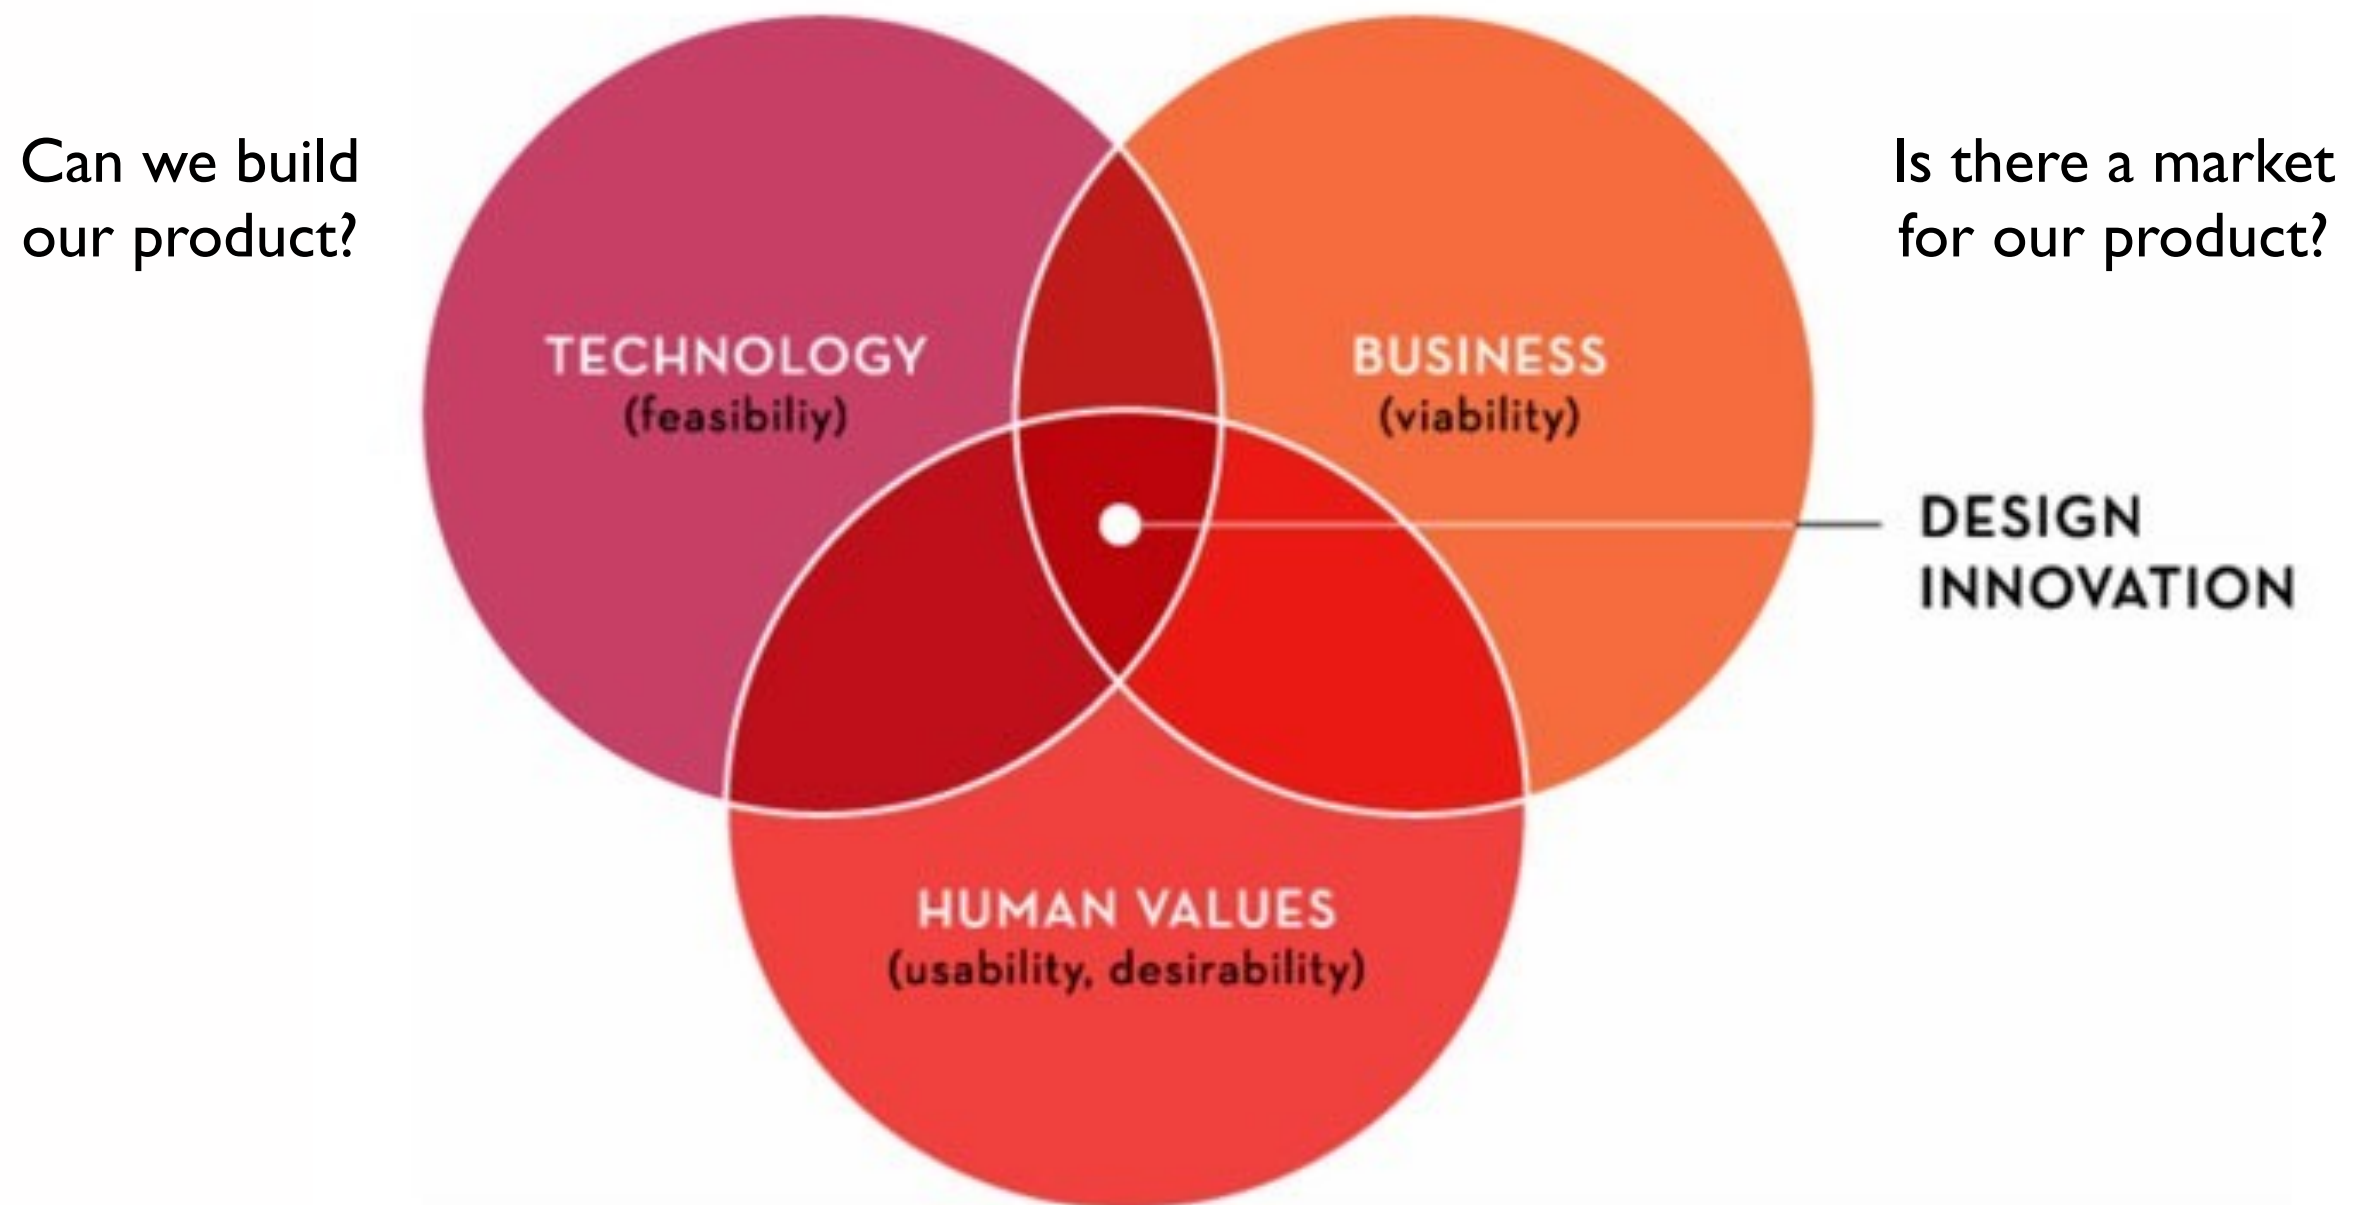 Can we build
our product?
Is there a market
for our product?
TECHNOLOGY
(feasibiliy)
BUSINESS
(viability)
DESIGN
INNOVATION
HUMAN VALUES
(usability, desirability)